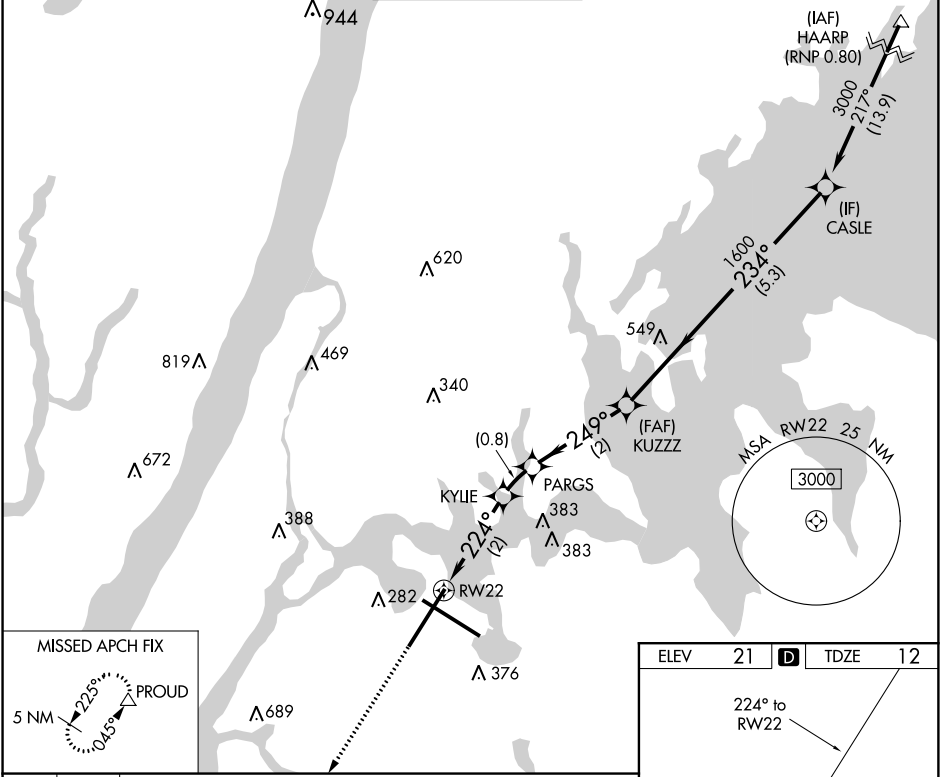 944
(IAF)
HAARP
(RNP 0.80)
3000
217°
(13.9)
(IF)
CASLE
1600
234°
(5.3)
620
549
819
469
340
(FAF)
KUZZZ
249°
(2)
(0.8)
PARGS
KYLIE
672
388
383
383
224°
(2)
RW22
282
376
689
MSA RW22 25 NM
3000
MISSED APCH FIX
PROUD
5 NM
225°
045°
ELEV 21 D TDZE 12
224° to
RW22